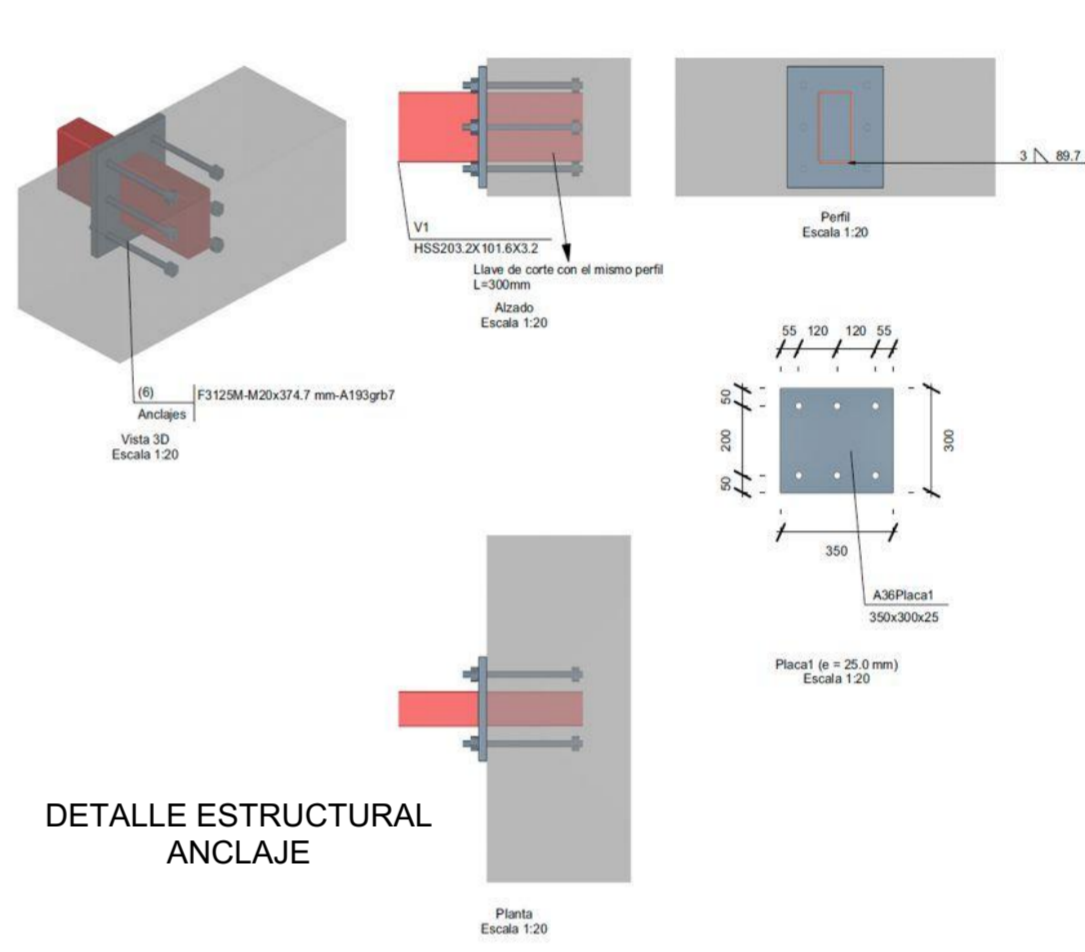 (6)
Anclajes
F3125M-M20x374.7 mm-A193grb7
Vista 3D
Escala 1:20
V1
HSS203.2X101.6X3.2
Llave de corte con el mismo perfil
L=300mm
Alzado
Escala 1:20
3
89.7
Perfil
Escala 1:20
55 120 120 55
50
200
50
300
350
A36Placa1
350x300x25
Placa1 (e = 25.0 mm)
Escala 1:20
DETALLE ESTRUCTURAL
ANCLAJE
Planta
Escala 1:20